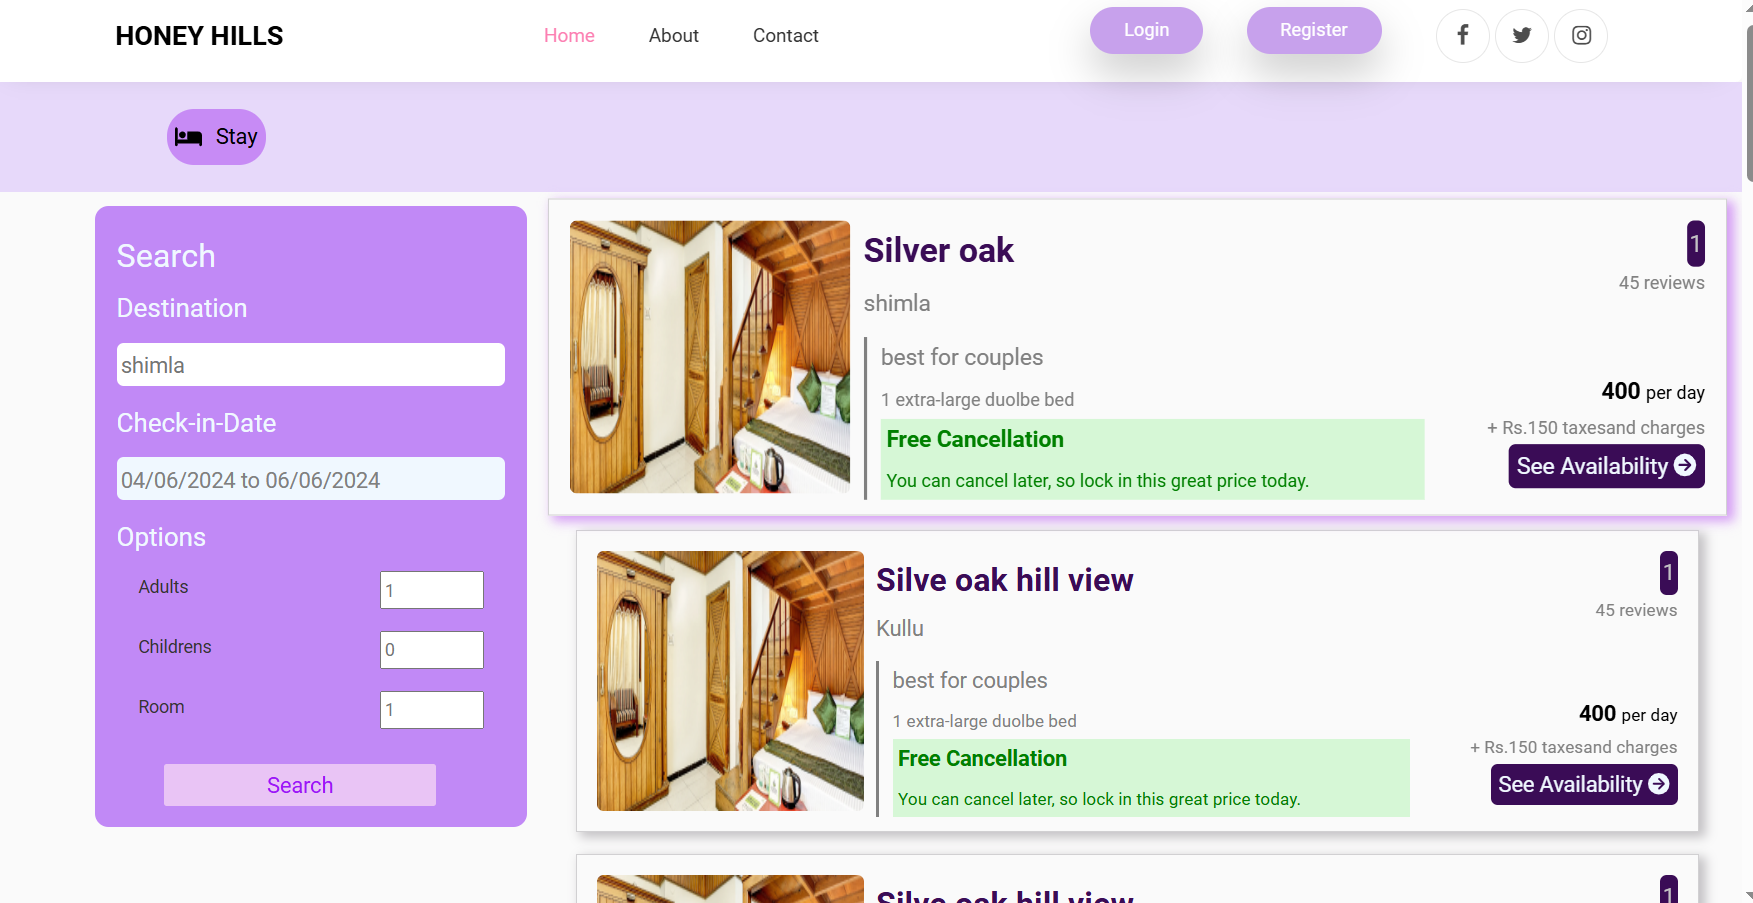 HONEY HILLS
Home About Contact
Login Register
Stay
Search
Destination
shimla
Check-in-Date
04/06/2024 to 06/06/2024
Options
Adults 1
Childrens 0
Room 1
Search
Silver oak
1
45 reviews
shimla
best for couples
1 extra-large duolbe bed
Free Cancellation
You can cancel later, so lock in this great price today.
400 per day
+ Rs.150 taxesand charges
See Availability
Silve oak hill view
1
45 reviews
Kullu
best for couples
1 extra-large duolbe bed
Free Cancellation
You can cancel later, so lock in this great price today.
400 per day
+ Rs.150 taxesand charges
See Availability
Silve oak hill view
1